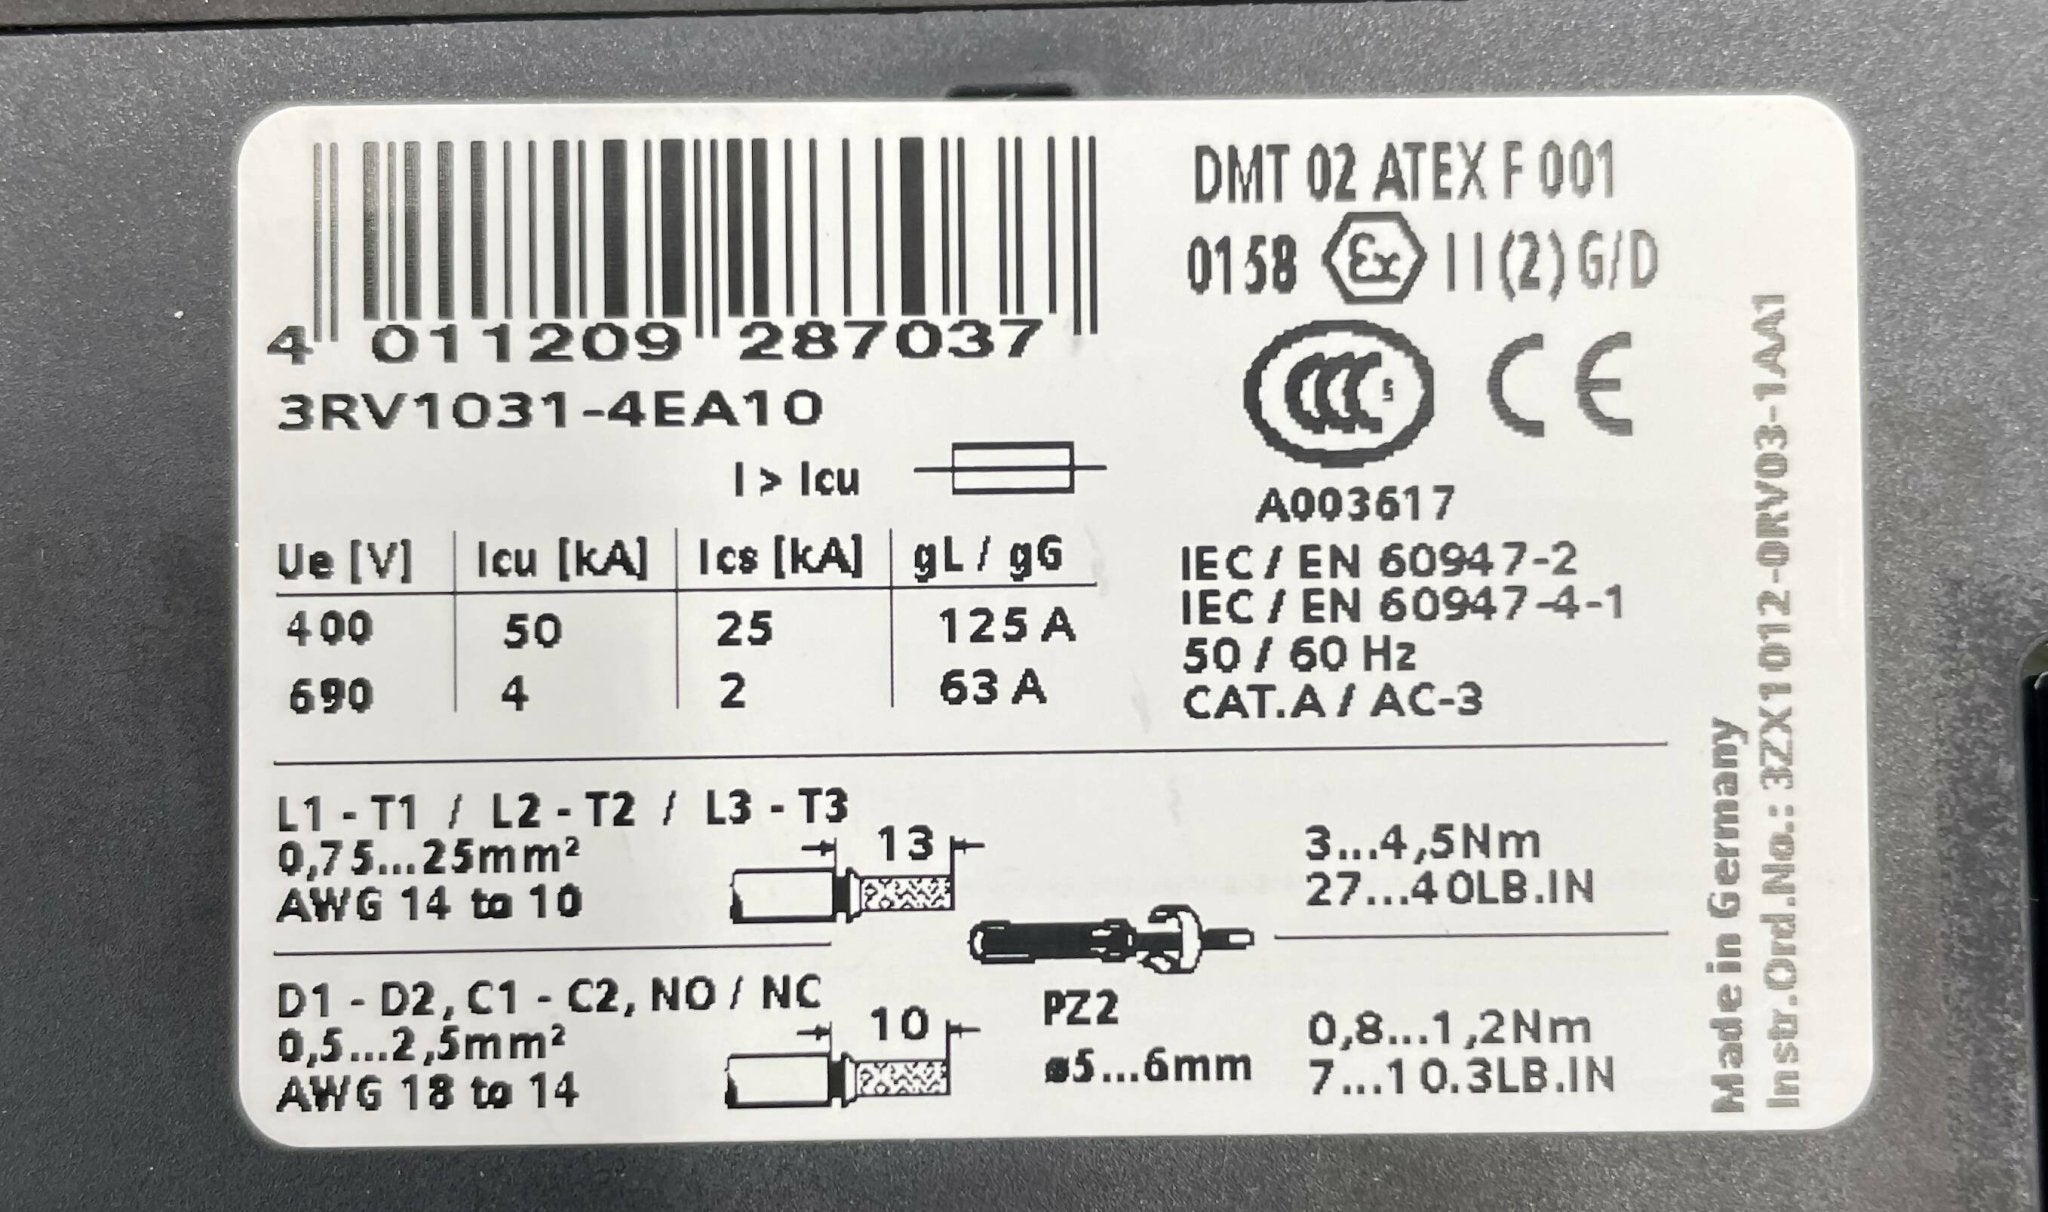 4 011209 287037
3RV1031-4EA10
I > Icu
Ue [V] Icu [kA] Ics [kA] gL / gG
400 50 25 125 A
690 4 2 63 A
DMT 02 ATEX F 001
0158 Ex II (2) G/D
CCC S CE
A003617
IEC / EN 60947-2
IEC / EN 60947-4-1
50 / 60 Hz
CAT.A / AC-3
L1 - T1 / L2 - T2 / L3 - T3
0,75...25mm²
AWG 14 to 10
13
3...4,5Nm
27...40LB.IN
D1 - D2, C1 - C2, NO / NC
0,5...2,5mm²
AWG 18 to 14
10
PZ2
ø5...6mm
0,8...1,2Nm
7...10.3LB.IN
Made in Germany
Instr.Ord.No.: 3ZX1012-0RV03-1AA1